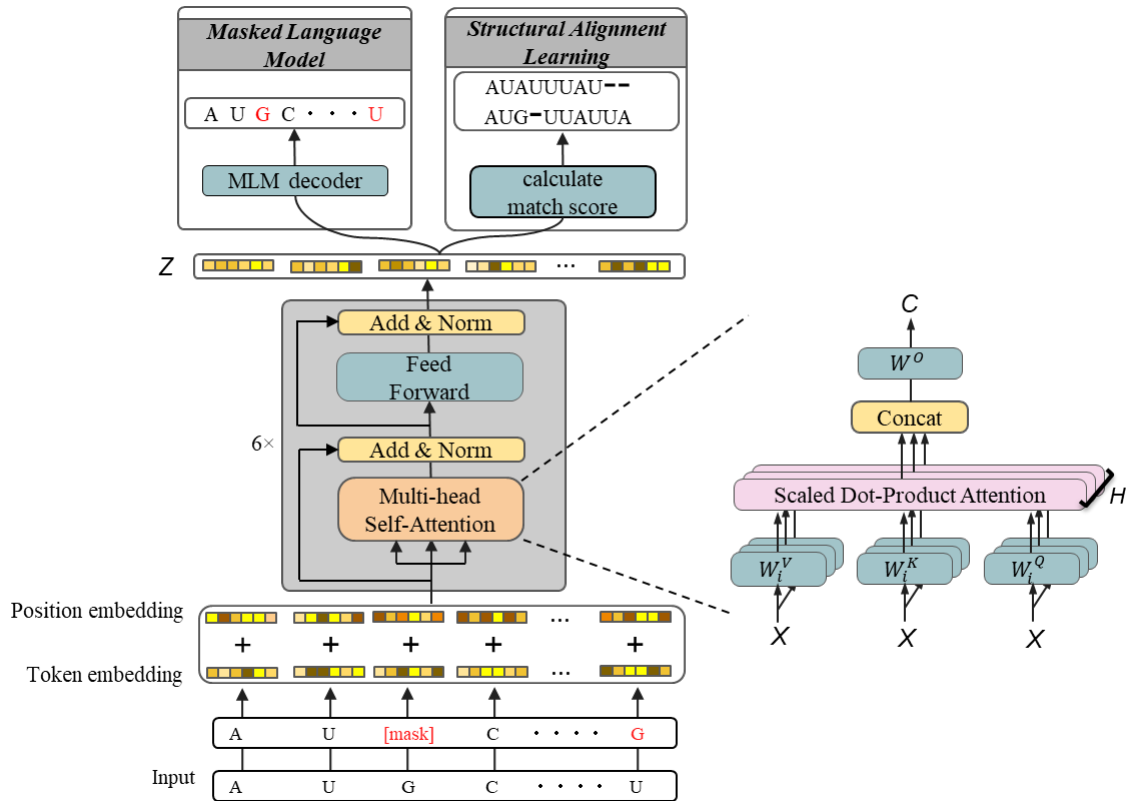 Masked Language
Model
Structural Alignment
Learning
A U G C · · · U
AUAUUUAU--
AUG-UUAUUA
MLM decoder
calculate
match score
Z
...
Add & Norm
Feed
Forward
6×
Add & Norm
Multi-head
Self-Attention
C
W^O
Concat
Scaled Dot-Product Attention
H
W_i^V
W_i^K
W_i^Q
X
X
X
Position embedding
...
+ + + + +
Token embedding
...
A U [mask] C · · · · G
Input
A U G C · · · · U